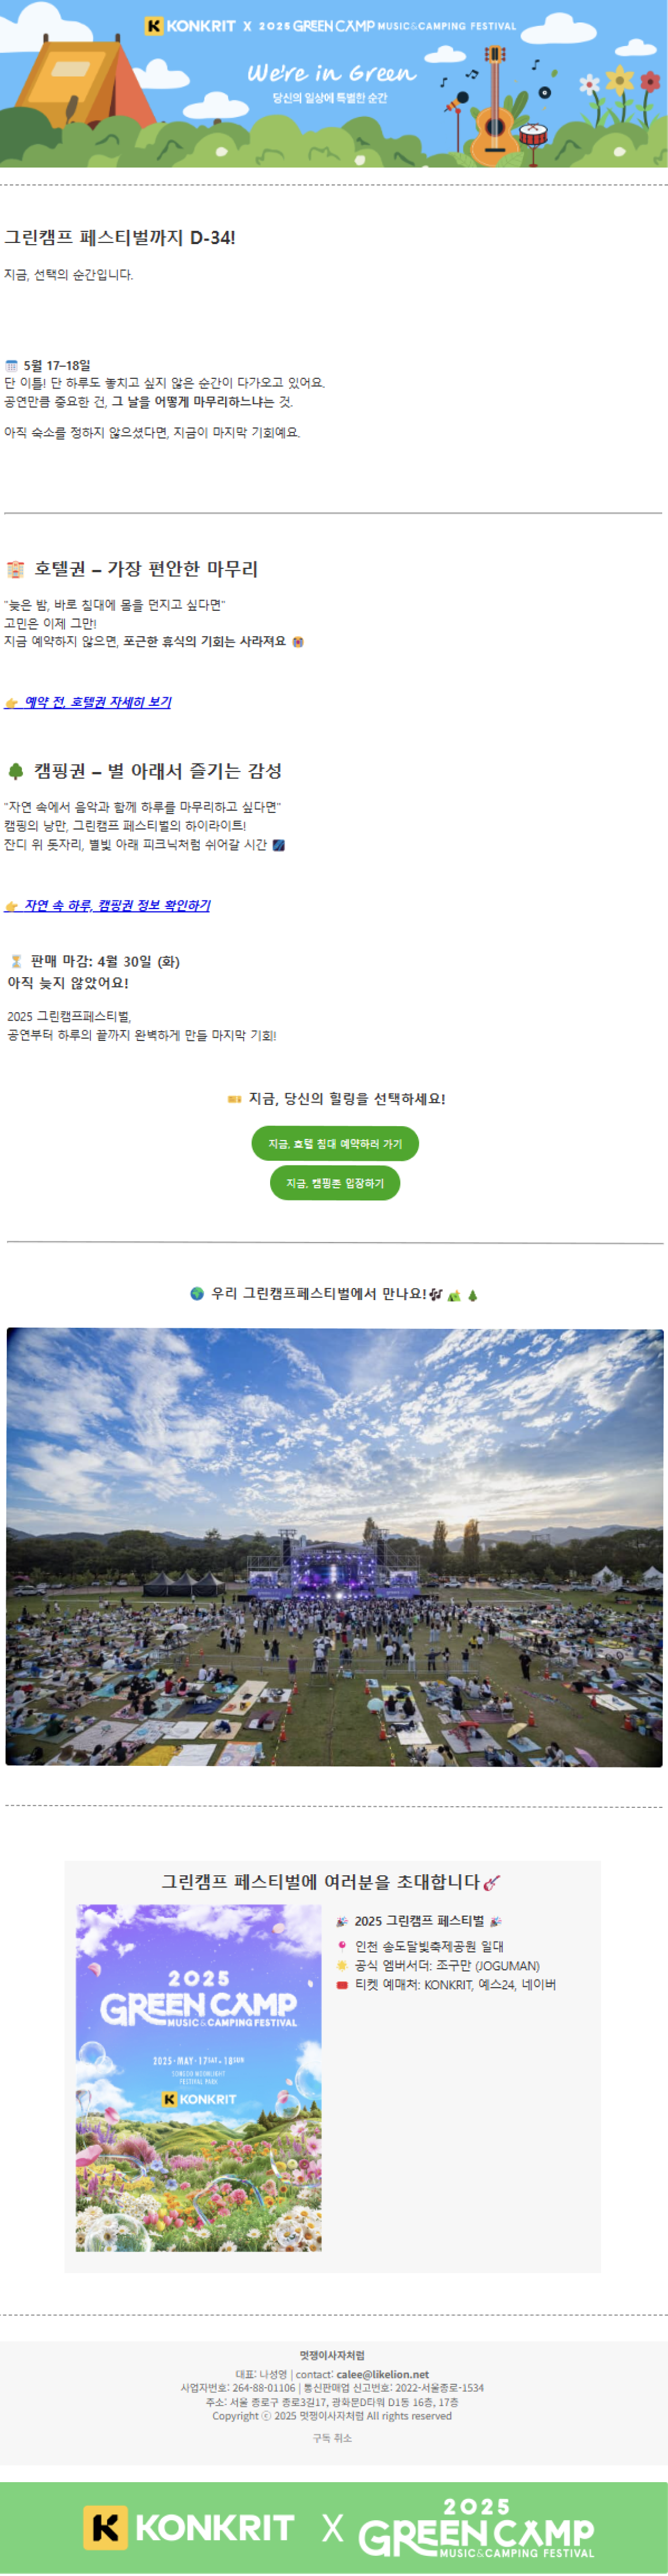 KONKRIT X 2025 GREEN CAMP MUSIC&CAMPING FESTIVAL
We're in Green
당신의 일상에 특별한 순간
그린캠프 페스티벌까지 D-34!
지금, 선택의 순간입니다.
5월 17–18일
단 이틀! 단 하루도 놓치고 싶지 않은 순간이 다가오고 있어요.
공연만큼 중요한 건, 그 날을 어떻게 마무리하느냐는 것.
아직 숙소를 정하지 않으셨다면, 지금이 마지막 기회예요.
🏨 호텔권 – 가장 편안한 마무리
"늦은 밤, 바로 침대에 몸을 던지고 싶다면"
고민은 이제 그만!
지금 예약하지 않으면, 포근한 휴식의 기회는 사라져요
👉 예약 전, 호텔권 자세히 보기
🌳 캠핑권 – 별 아래서 즐기는 감성
"자연 속에서 음악과 함께 하루를 마무리하고 싶다면"
캠핑의 낭만, 그린캠프 페스티벌의 하이라이트!
잔디 위 돗자리, 별빛 아래 피크닉처럼 쉬어갈 시간 🌌
👉 자연 속 하루, 캠핑권 정보 확인하기
⏳ 판매 마감: 4월 30일 (화)
아직 늦지 않았어요!
2025 그린캠프페스티벌,
공연부터 하루의 끝까지 완벽하게 만들 마지막 기회!
🎫 지금, 당신의 힐링을 선택하세요!
지금, 호텔 침대 예약하러 가기
지금, 캠핑존 입장하기
🌍 우리 그린캠프페스티벌에서 만나요!🎶🏕️🌲
그린캠프 페스티벌에 여러분을 초대합니다🎸
2025
GREEN CAMP
MUSIC&CAMPING FESTIVAL
2025·MAY·17SAT-18SUN
SONGDO MOONLIGHT
FESTIVAL PARK
KONKRIT
🎉 2025 그린캠프 페스티벌 🎉
📍 인천 송도달빛축제공원 일대
🌟 공식 엠버서더: 조구만 (JOGUMAN)
🎟️ 티켓 예매처: KONKRIT, 예스24, 네이버
멋쟁이사자처럼
대표: 나성영 | contact: calee@likelion.net
사업자번호: 264-88-01106 | 통신판매업 신고번호: 2022-서울종로-1534
주소: 서울 종로구 종로3길17, 광화문D타워 D1동 16층, 17층
Copyright ⓒ 2025 멋쟁이사자처럼 All rights reserved
구독 취소
KONKRIT X 2025 GREEN CAMP MUSIC&CAMPING FESTIVAL